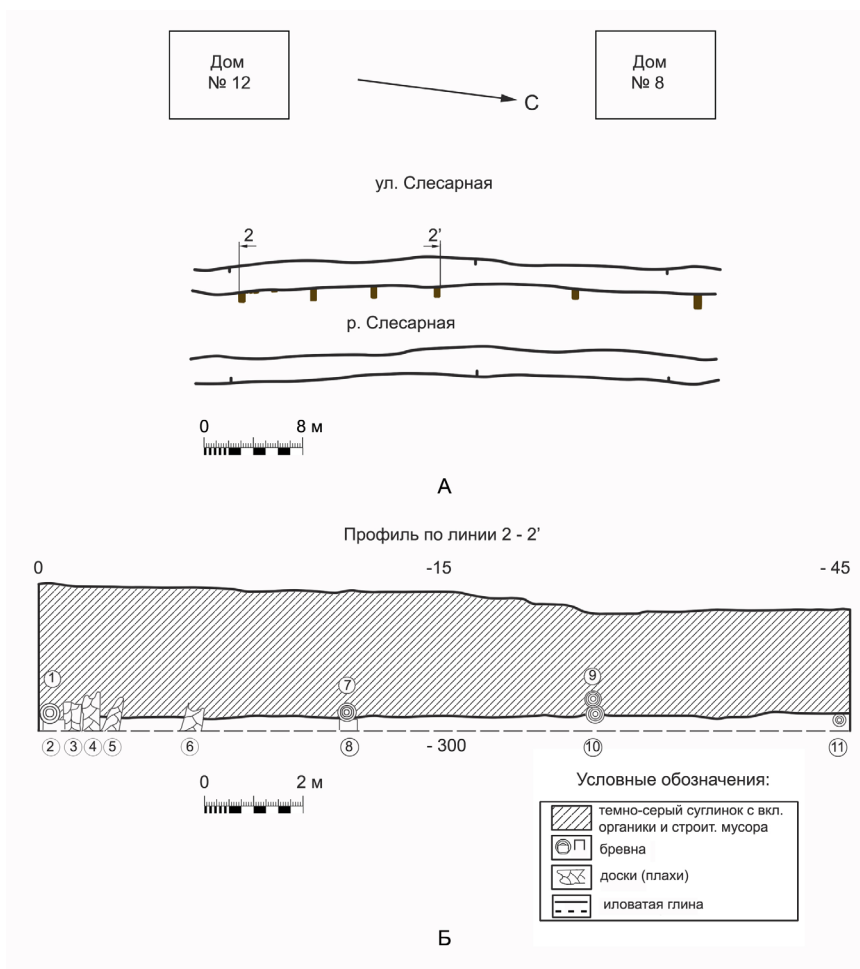 Дом
№ 12
Дом
№ 8
С
ул. Слесарная
2
2’
р. Слесарная
0
8 м
А
Профиль по линии 2 - 2’
0
-15
- 45
1
7
9
2
3
4
5
6
8
- 300
10
11
0
2 м
Условные обозначения:
темно-серый суглинок с вкл.
органики и строит. мусора
бревна
доски (плахи)
иловатая глина
Б